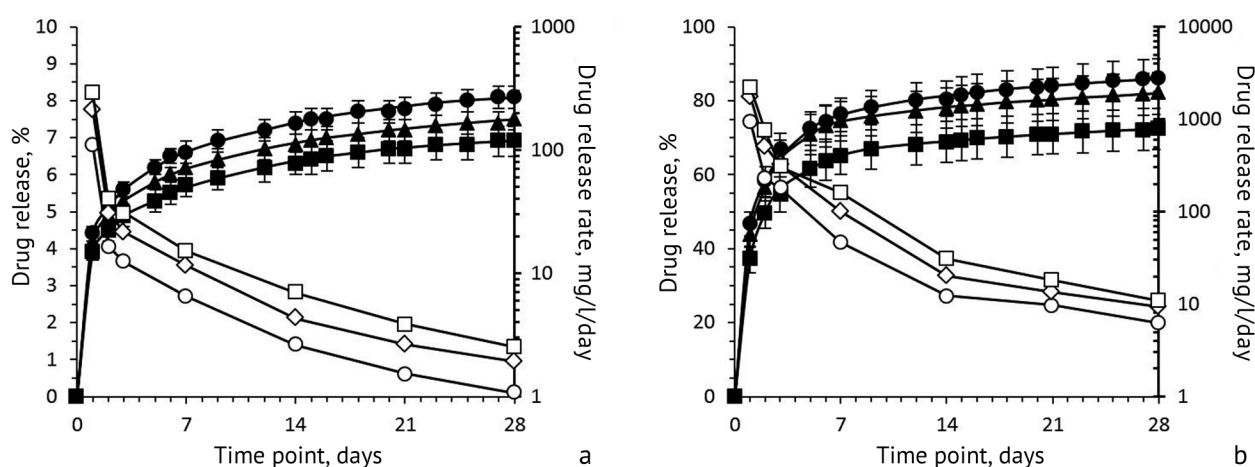 Drug release, %
10
9
8
7
6
5
4
3
2
1
0
1000
100
10
1
Drug release rate, mg/l/day
0 7 14 21 28
Time point, days
a
Drug release, %
100
80
60
40
20
0
10000
1000
100
10
1
Drug release rate, mg/l/day
0 7 14 21 28
Time point, days
b